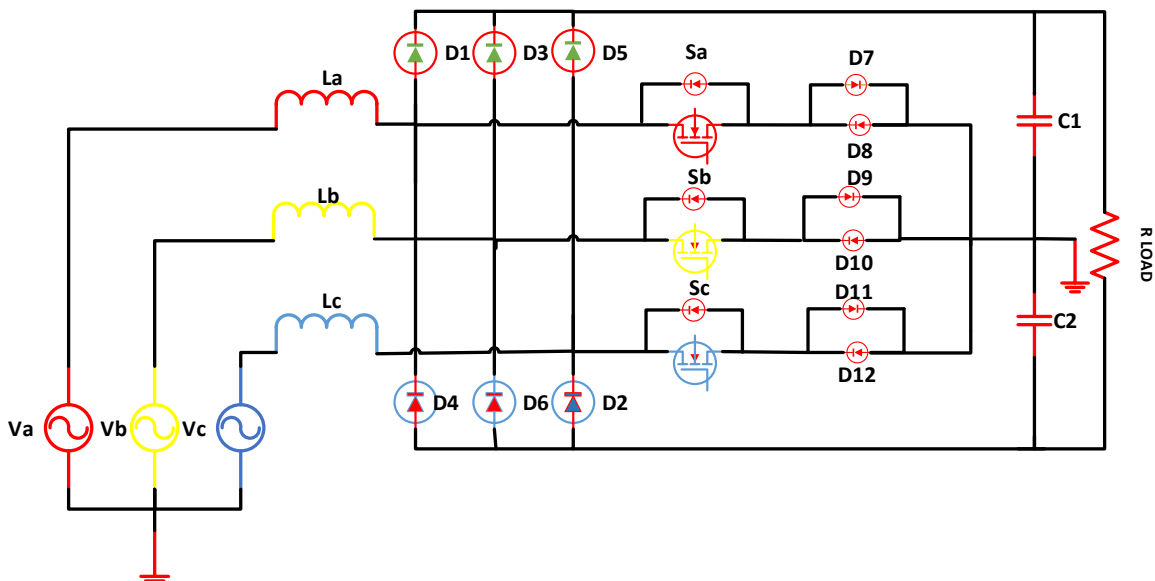 D1
D3
D5
Sa
D7
La
D8
C1
Sb
D9
Lb
D10
R LOAD
Sc
D11
Lc
C2
D12
D4
D6
D2
Va
Vb
Vc